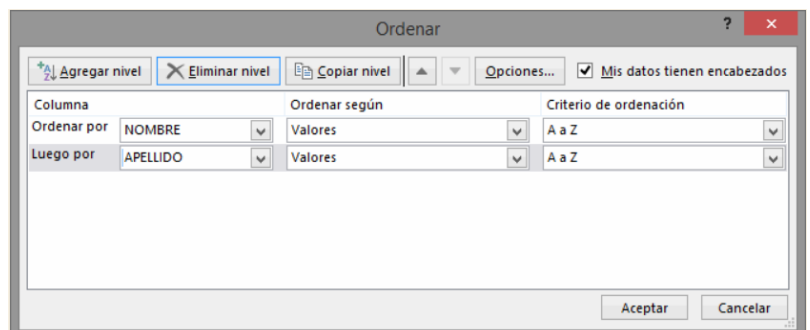 Ordenar ?
Agregar nivel Eliminar nivel Copiar nivel Opciones... Mis datos tienen encabezados
Columna Ordenar según Criterio de ordenación
Ordenar por NOMBRE Valores A a Z
Luego por APELLIDO Valores A a Z
Aceptar Cancelar